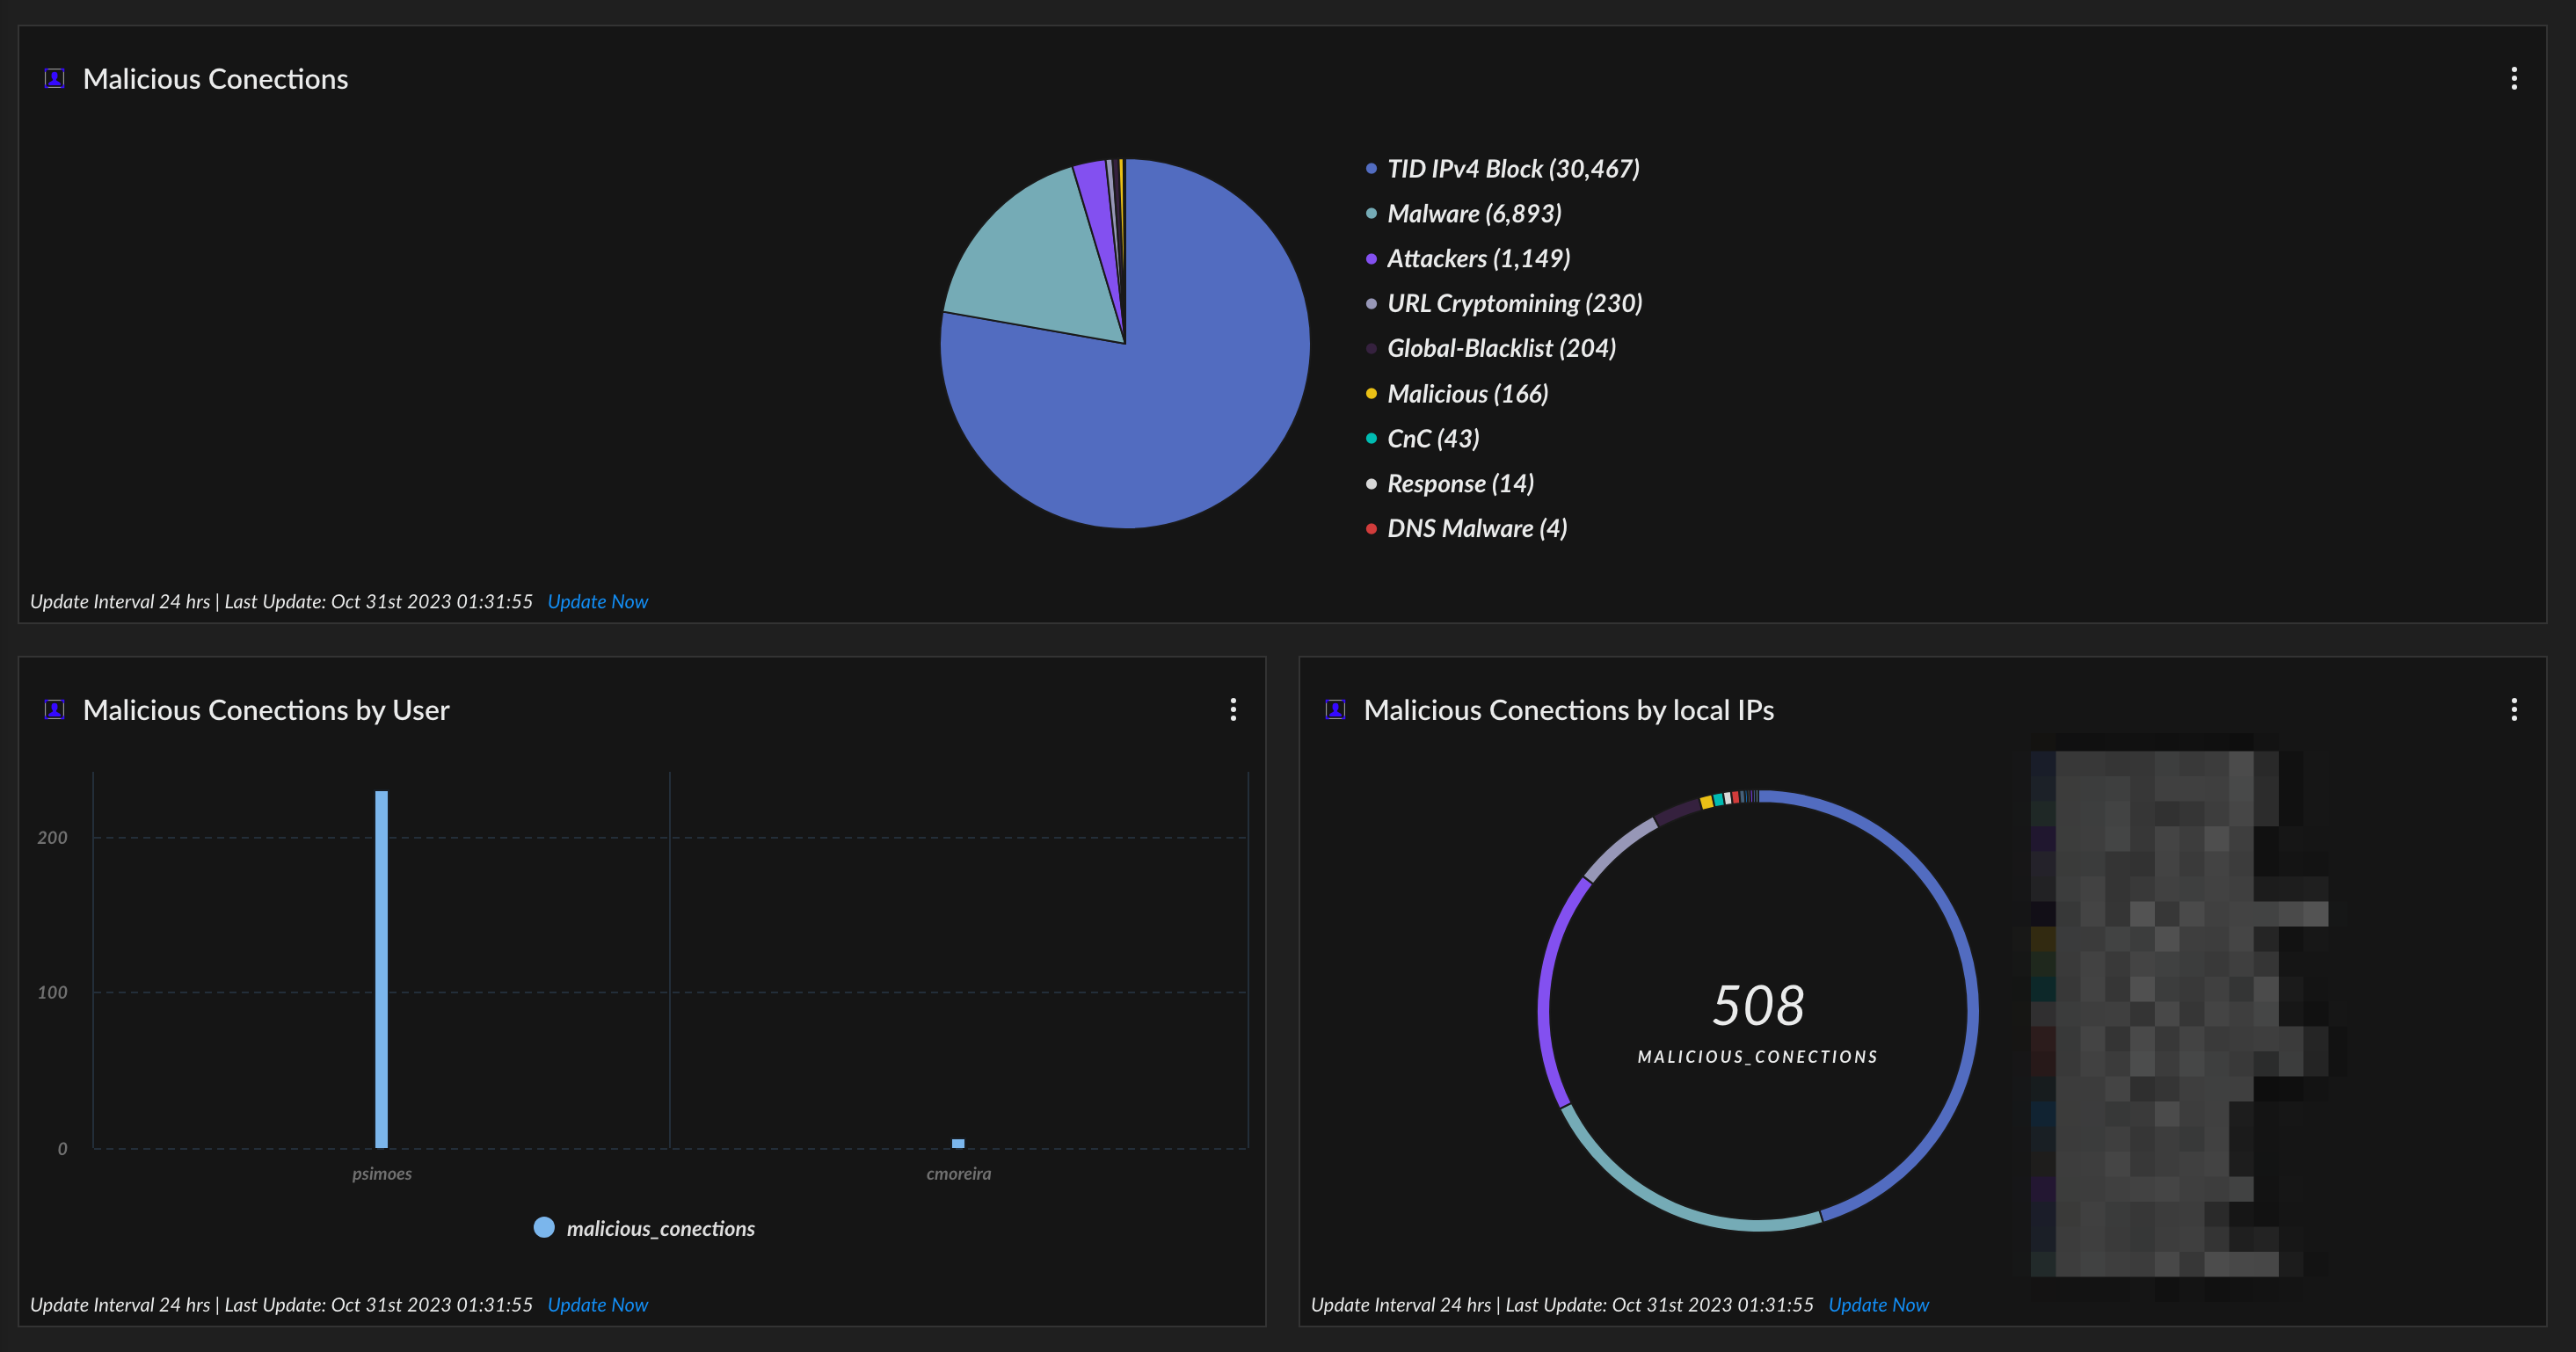 Malicious Conections
TID IPv4 Block (30,467)
Malware (6,893)
Attackers (1,149)
URL Cryptomining (230)
Global-Blacklist (204)
Malicious (166)
CnC (43)
Response (14)
DNS Malware (4)
Update Interval 24 hrs | Last Update: Oct 31st 2023 01:31:55 Update Now
Malicious Conections by User
200
100
0
psimoes
cmoreira
malicious_conections
Update Interval 24 hrs | Last Update: Oct 31st 2023 01:31:55 Update Now
Malicious Conections by local IPs
508
MALICIOUS_CONECTIONS
Update Interval 24 hrs | Last Update: Oct 31st 2023 01:31:55 Update Now